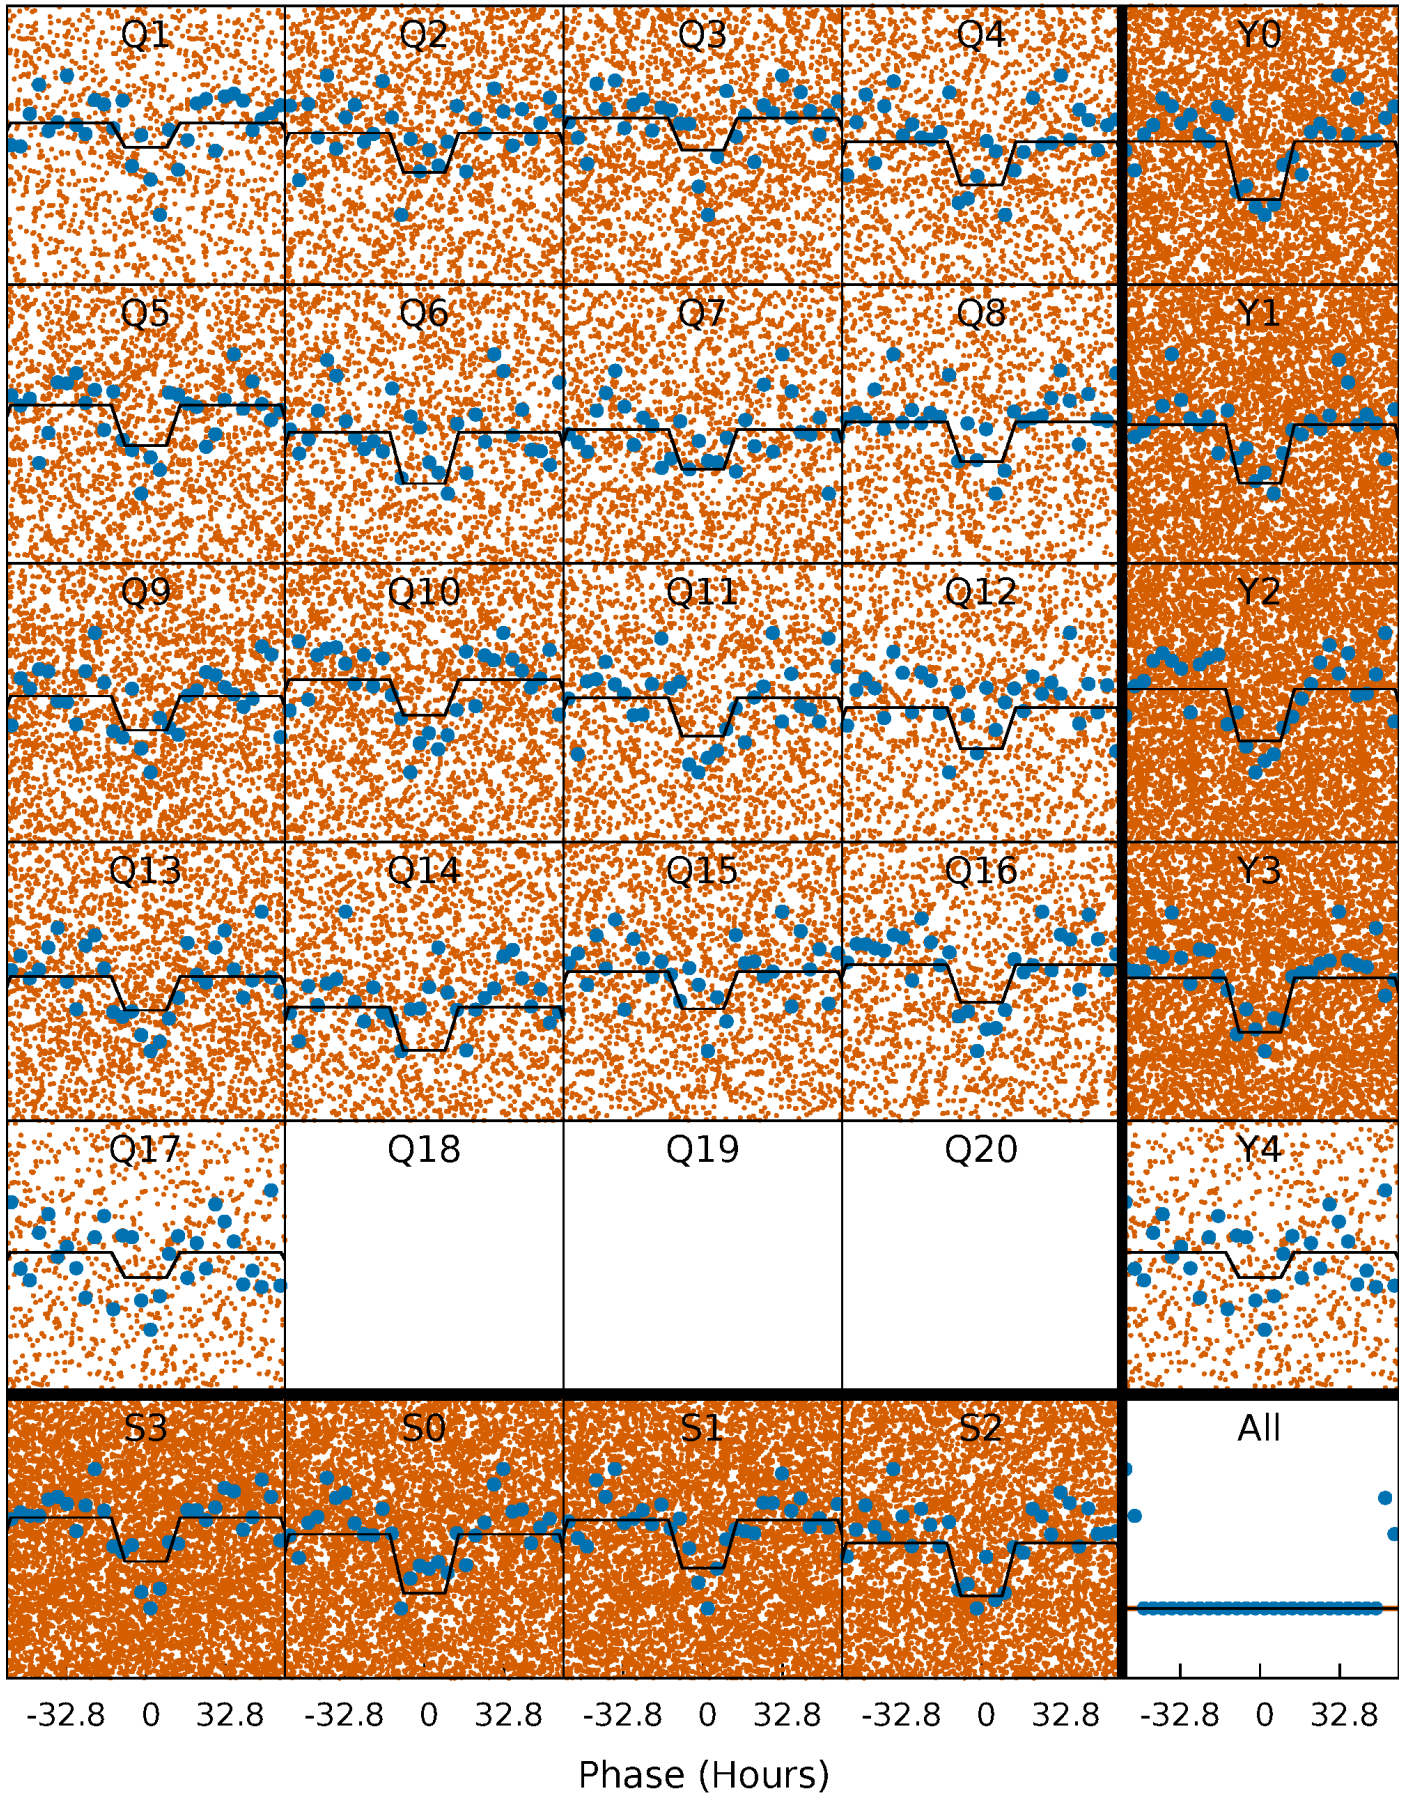 Q1 Q2 Q3 Q4 Y0
Q5 Q6 Q7 Q8 Y1
Q9 Q10 Q11 Q12 Y2
Q13 Q14 Q15 Q16 Y3
Q17 Q18 Q19 Q20 Y4
S3 S0 S1 S2 All
-32.8 0 32.8 -32.8 0 32.8 -32.8 0 32.8 -32.8 0 32.8 -32.8 0 32.8
Phase (Hours)